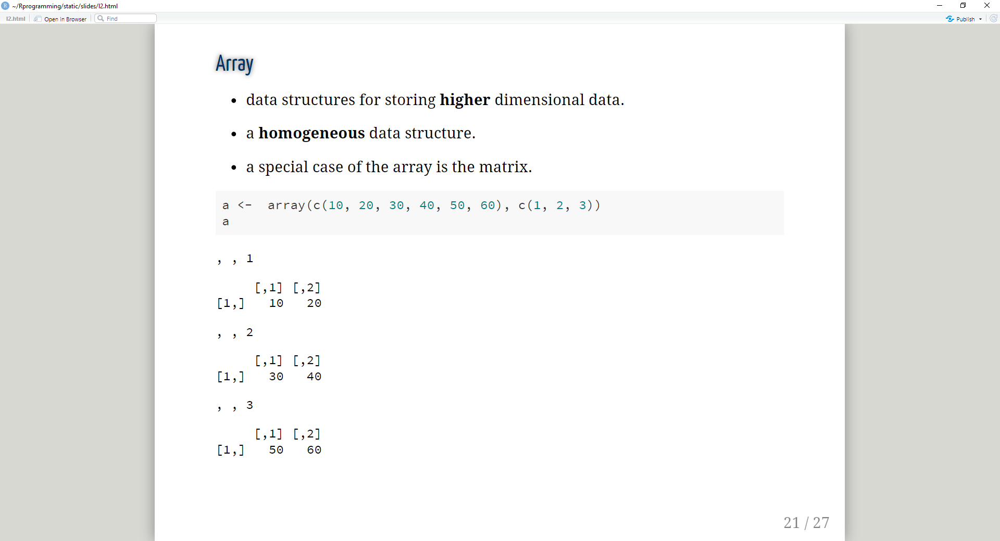 R ~/Rprogramming/static/slides/l2.html
l2.html Open in Browser Find Publish
Array
• data structures for storing higher dimensional data.
• a homogeneous data structure.
• a special case of the array is the matrix.
a <-  array(c(10, 20, 30, 40, 50, 60), c(1, 2, 3))
a
, , 1
     [,1] [,2]
[1,]   10   20
, , 2
     [,1] [,2]
[1,]   30   40
, , 3
     [,1] [,2]
[1,]   50   60
21 / 27